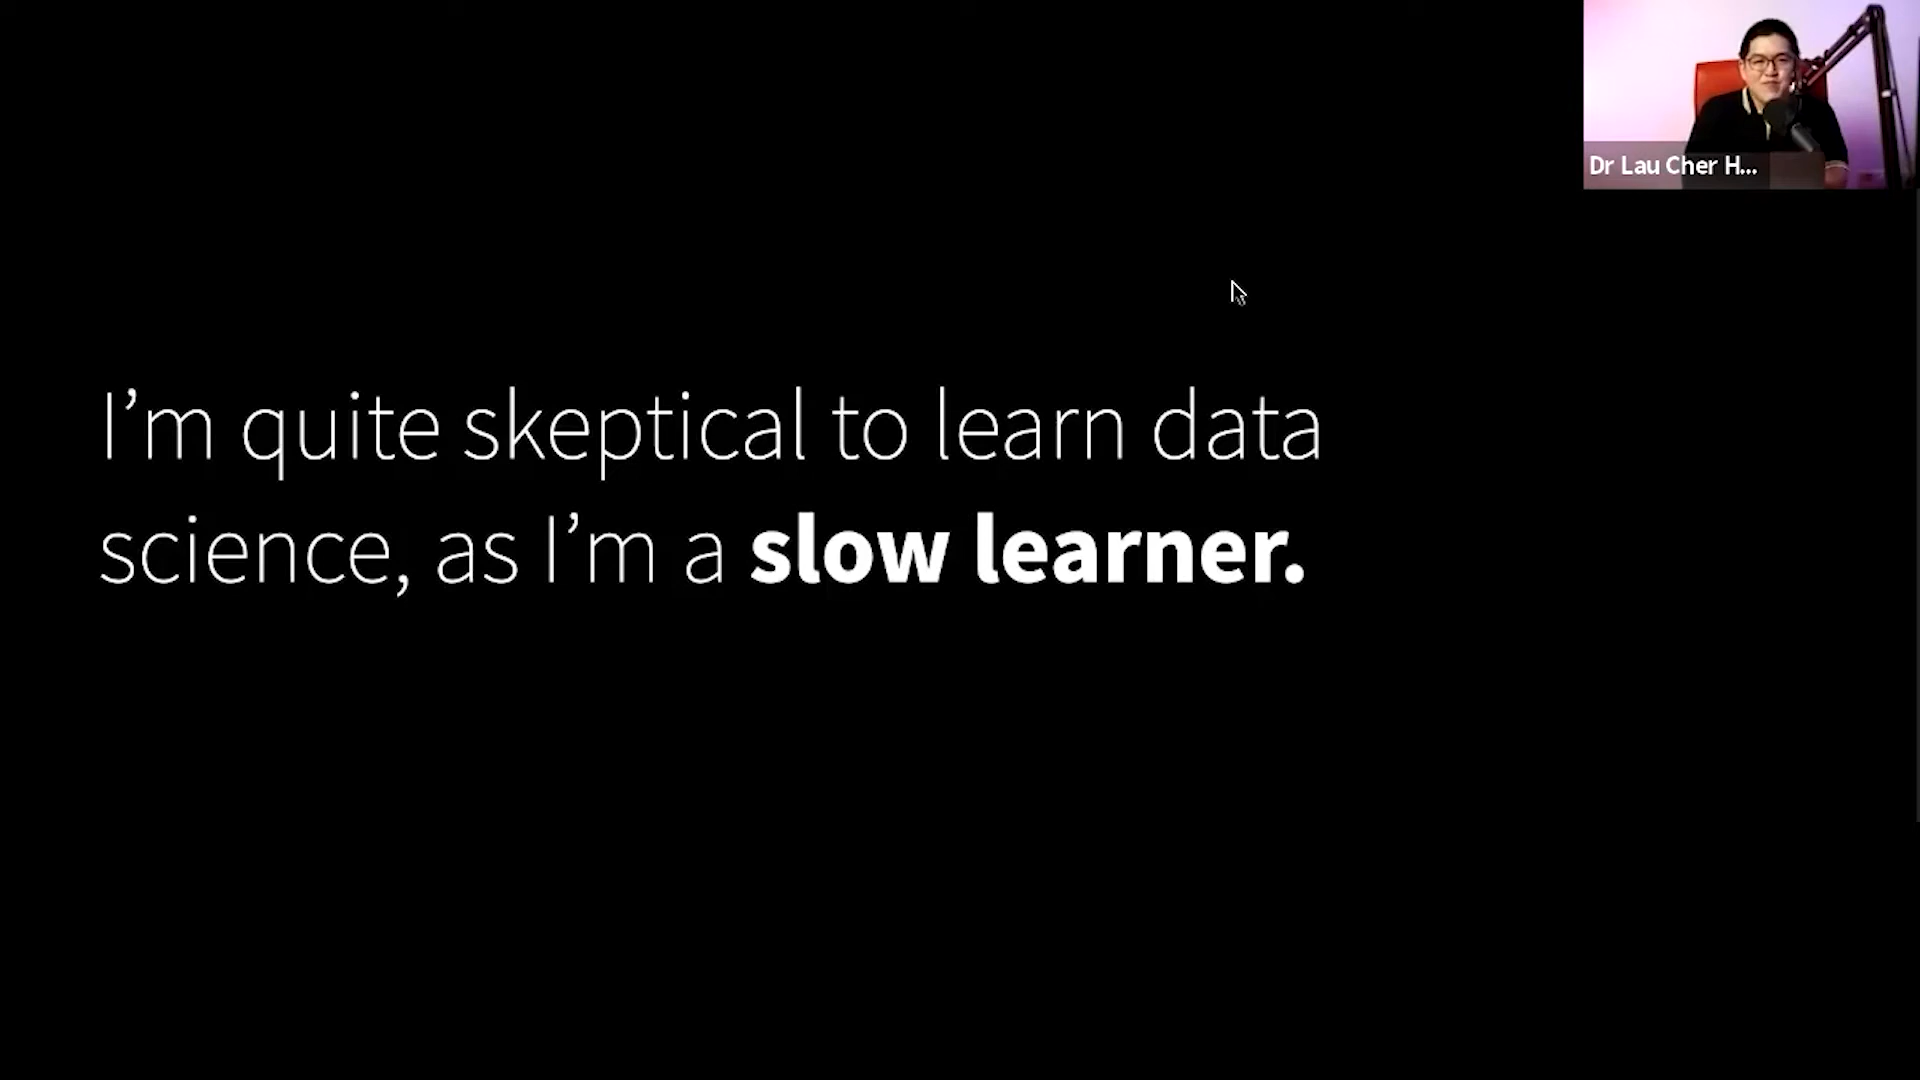 Dr Lau Cher H...
I’m quite skeptical to learn data
science, as I’m a slow learner.